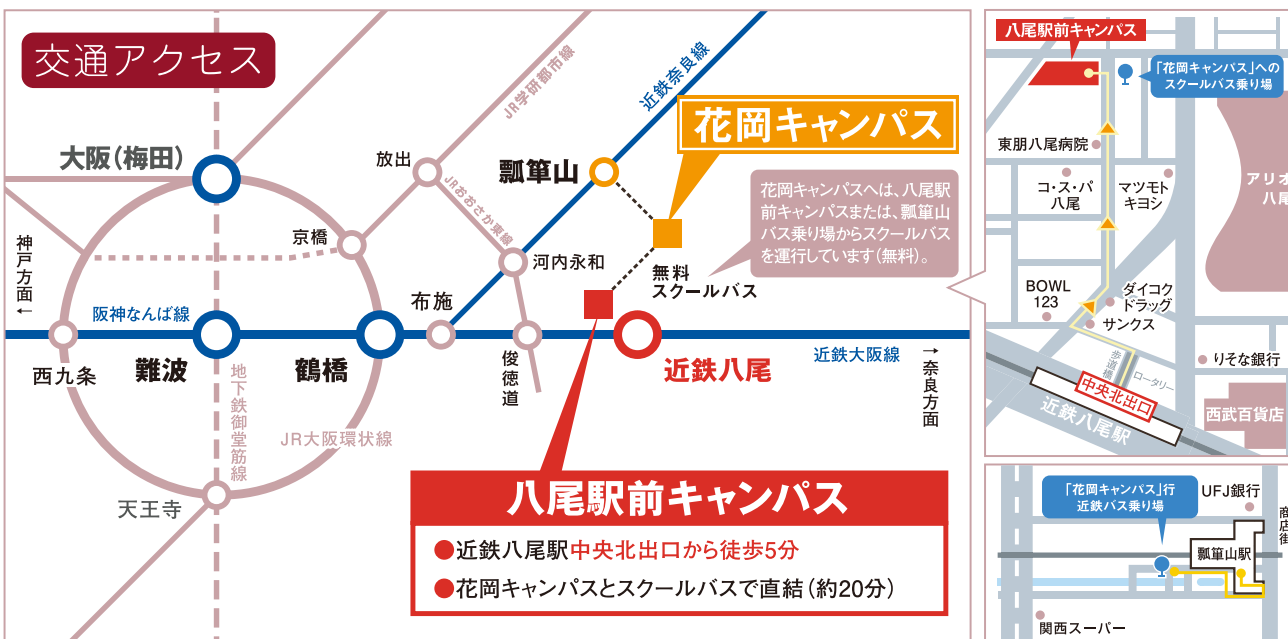 交通アクセス
JR学研都市線
近鉄奈良線
花岡キャンパス
大阪(梅田)
放出
瓢箪山
JRおおさか東線
花岡キャンパスへは、八尾駅
前キャンパスまたは、瓢箪山
バス乗り場からスクールバス
を運行しています(無料)。
京橋
神戸方面←
河内永和
無料
スクールバス
阪神なんば線
布施
西九条
難波
鶴橋
俊徳道
近鉄八尾
近鉄大阪線
→奈良方面
地下鉄御堂筋線
JR大阪環状線
天王寺
八尾駅前キャンパス
●近鉄八尾駅中央北出口から徒歩5分
●花岡キャンパスとスクールバスで直結(約20分)
八尾駅前キャンパス
「花岡キャンパス」への
スクールバス乗り場
東朋八尾病院
コ・ス・パ
八尾
マツモト
キヨシ
アリオ
八尾
BOWL
123
ダイコク
ドラッグ
サンクス
歩道橋
ロータリー
りそな銀行
中央北出口
近鉄八尾駅
西武百貨店
「花岡キャンパス」行
近鉄バス乗り場
UFJ銀行
商店街
瓢箪山駅
関西スーパー